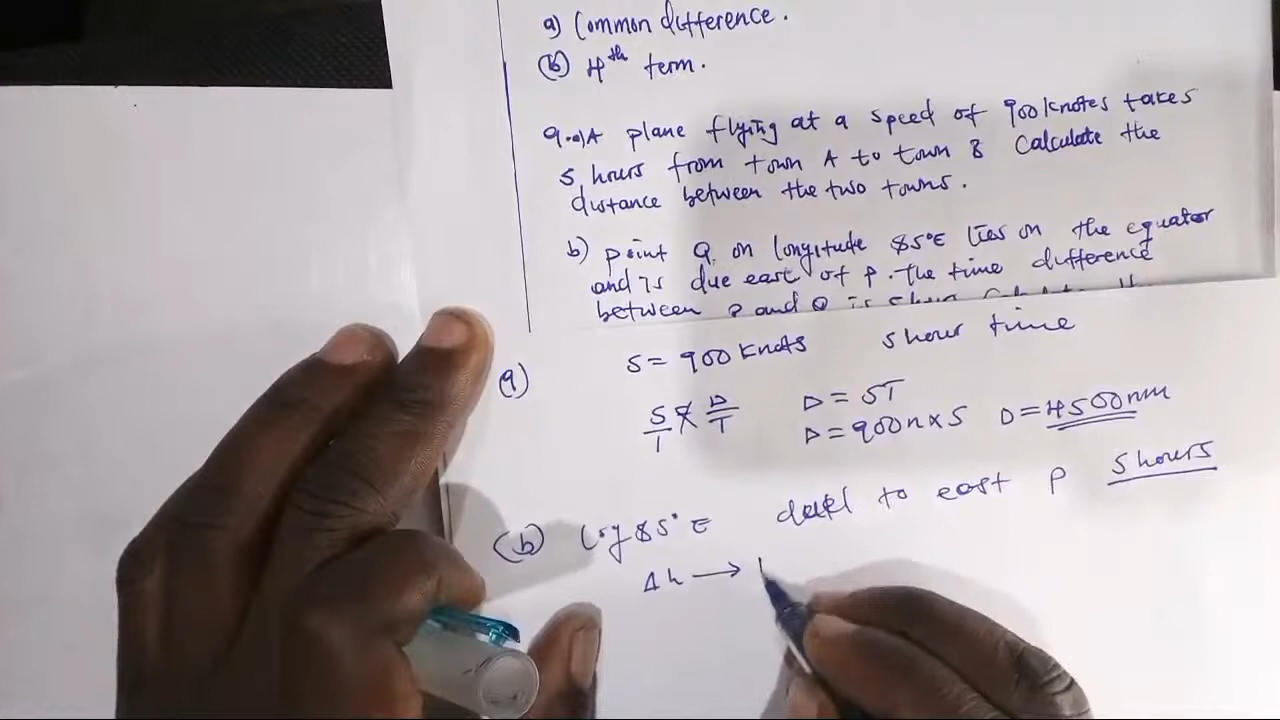 a) Common difference.
(b) 4th term.
9.a) A plane flying at a speed of 900 knotes takes
5 hours from town A to town B Calculate the
distance between the two towns.
b) point Q on longitude 85°E lies on the equator
and is due east of P. The time difference
between P and Q is 5 hour
(9) S = 900 Knots 5 hour time
S/1 D/T D = ST
D = 900n x 5 D = 4500nm
(b) 85°E to east P 5 hours
1h →